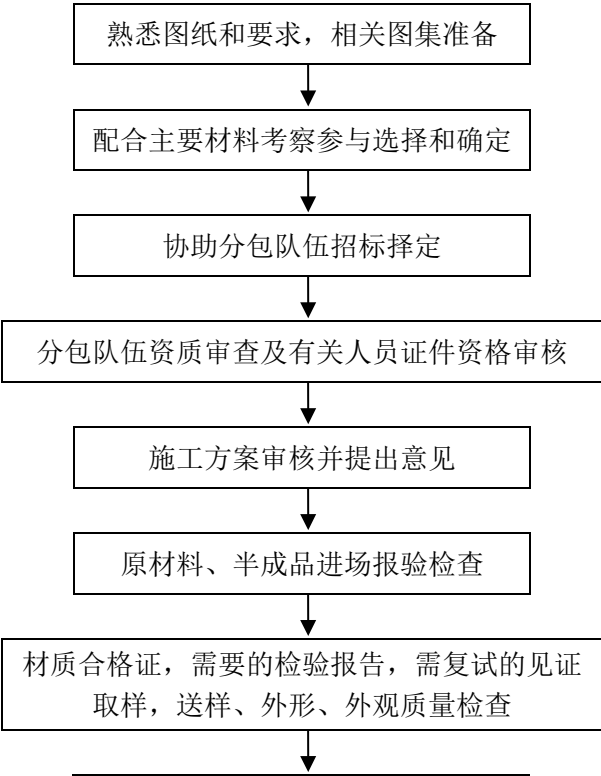 熟悉图纸和要求，相关图集准备
配合主要材料考察参与选择和确定
协助分包队伍招标择定
分包队伍资质审查及有关人员证件资格审核
施工方案审核并提出意见
原材料、半成品进场报验检查
材质合格证，需要的检验报告，需复试的见证
取样，送样、外形、外观质量检查